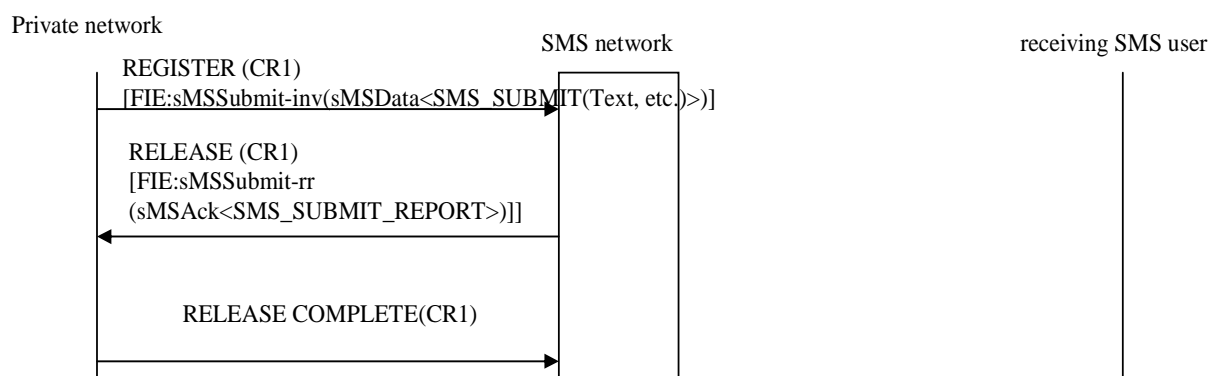 Private network
SMS network
receiving SMS user
REGISTER (CR1)
[FIE:sMSSubmit-inv(sMSData<SMS_SUBMIT(Text, etc.)>)]
RELEASE (CR1)
[FIE:sMSSubmit-rr
(sMSAck<SMS_SUBMIT_REPORT>)]]
RELEASE COMPLETE(CR1)